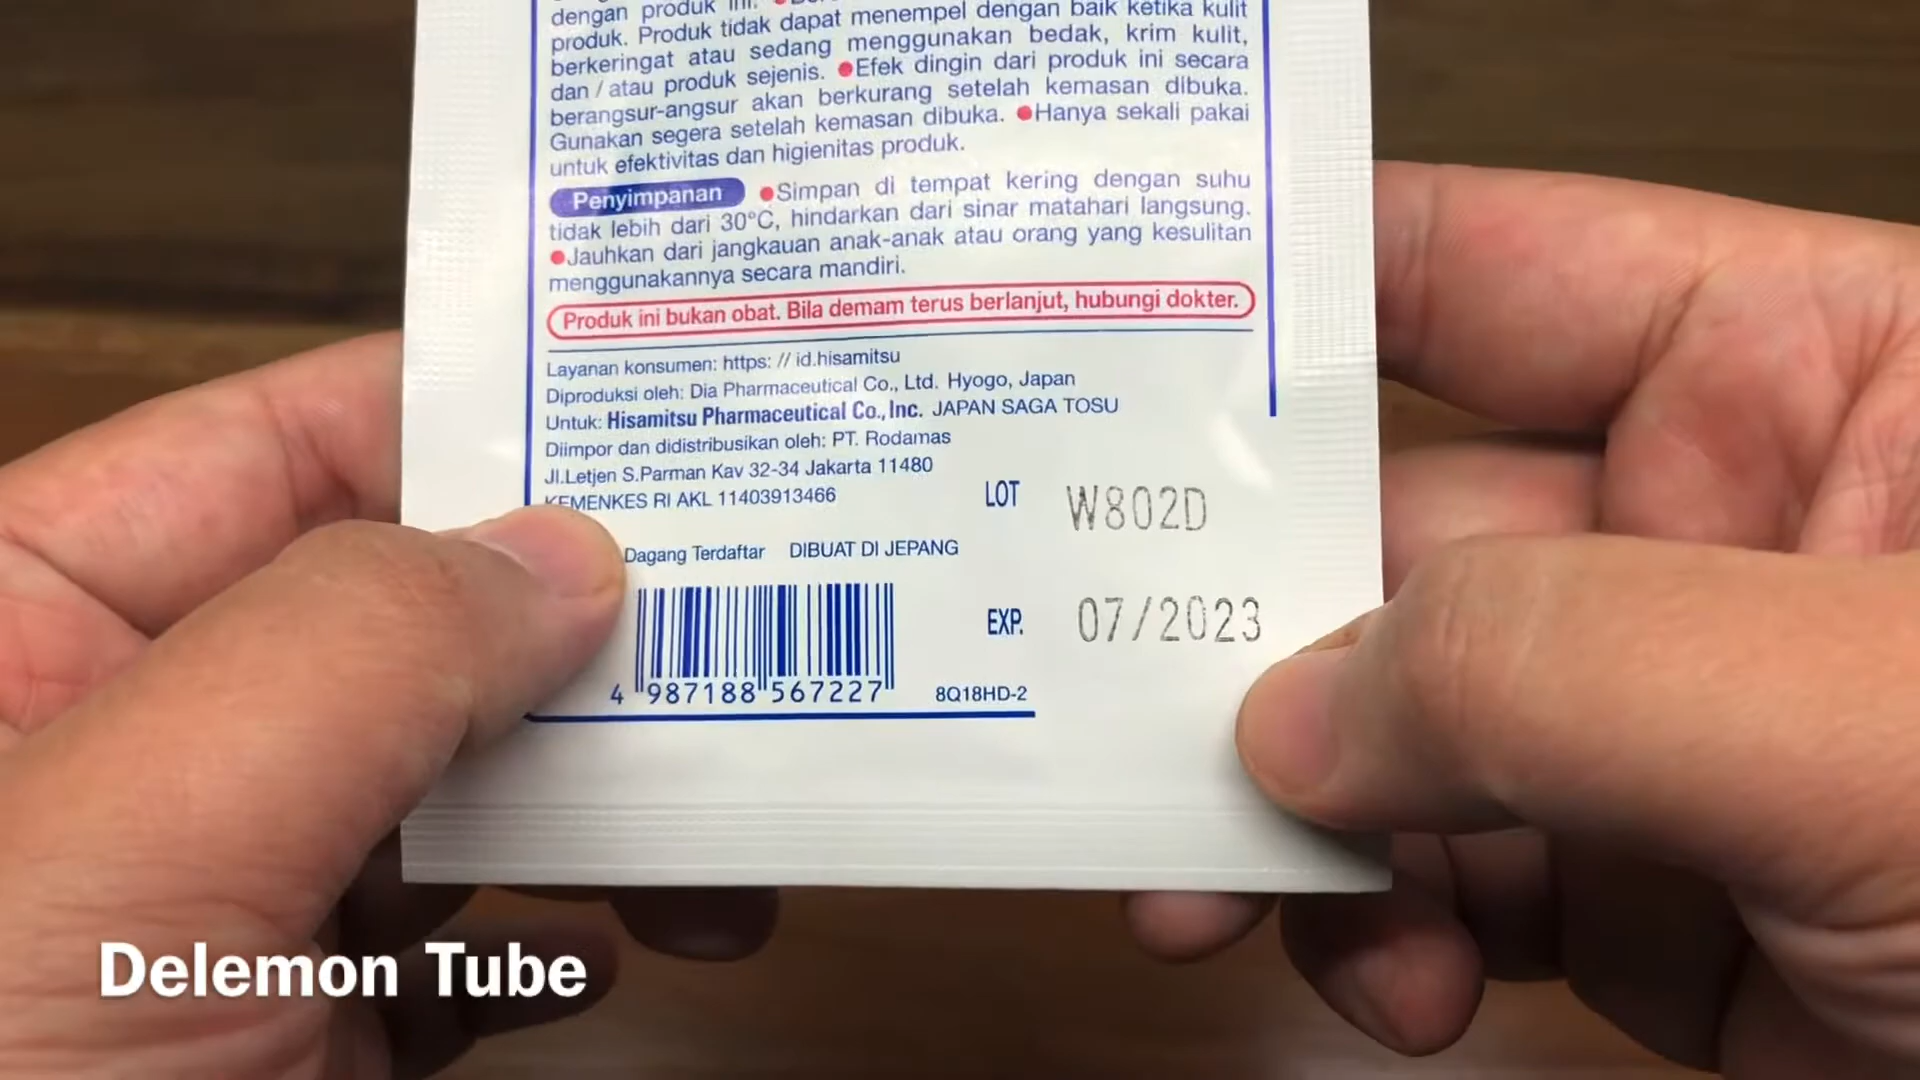 dengan produk ini.
produk. Produk tidak dapat menempel dengan baik ketika kulit
berkeringat atau sedang menggunakan bedak, krim kulit,
dan / atau produk sejenis. ●Efek dingin dari produk ini secara
berangsur-angsur akan berkurang setelah kemasan dibuka.
Gunakan segera setelah kemasan dibuka. ●Hanya sekali pakai
untuk efektivitas dan higienitas produk.
Penyimpanan ●Simpan di tempat kering dengan suhu
tidak lebih dari 30°C, hindarkan dari sinar matahari langsung.
●Jauhkan dari jangkauan anak-anak atau orang yang kesulitan
menggunakannya secara mandiri.
Produk ini bukan obat. Bila demam terus berlanjut, hubungi dokter.
Layanan konsumen: https: // id.hisamitsu
Diproduksi oleh: Dia Pharmaceutical Co., Ltd. Hyogo, Japan
Untuk: Hisamitsu Pharmaceutical Co., Inc. JAPAN SAGA TOSU
Diimpor dan didistribusikan oleh: PT. Rodamas
Jl.Letjen S.Parman Kav 32-34 Jakarta 11480
KEMENKES RI AKL 11403913466
LOT W802D
Dagang Terdaftar DIBUAT DI JEPANG
EXP. 07/2023
4 987188 567227
8Q18HD-2
Delemon Tube